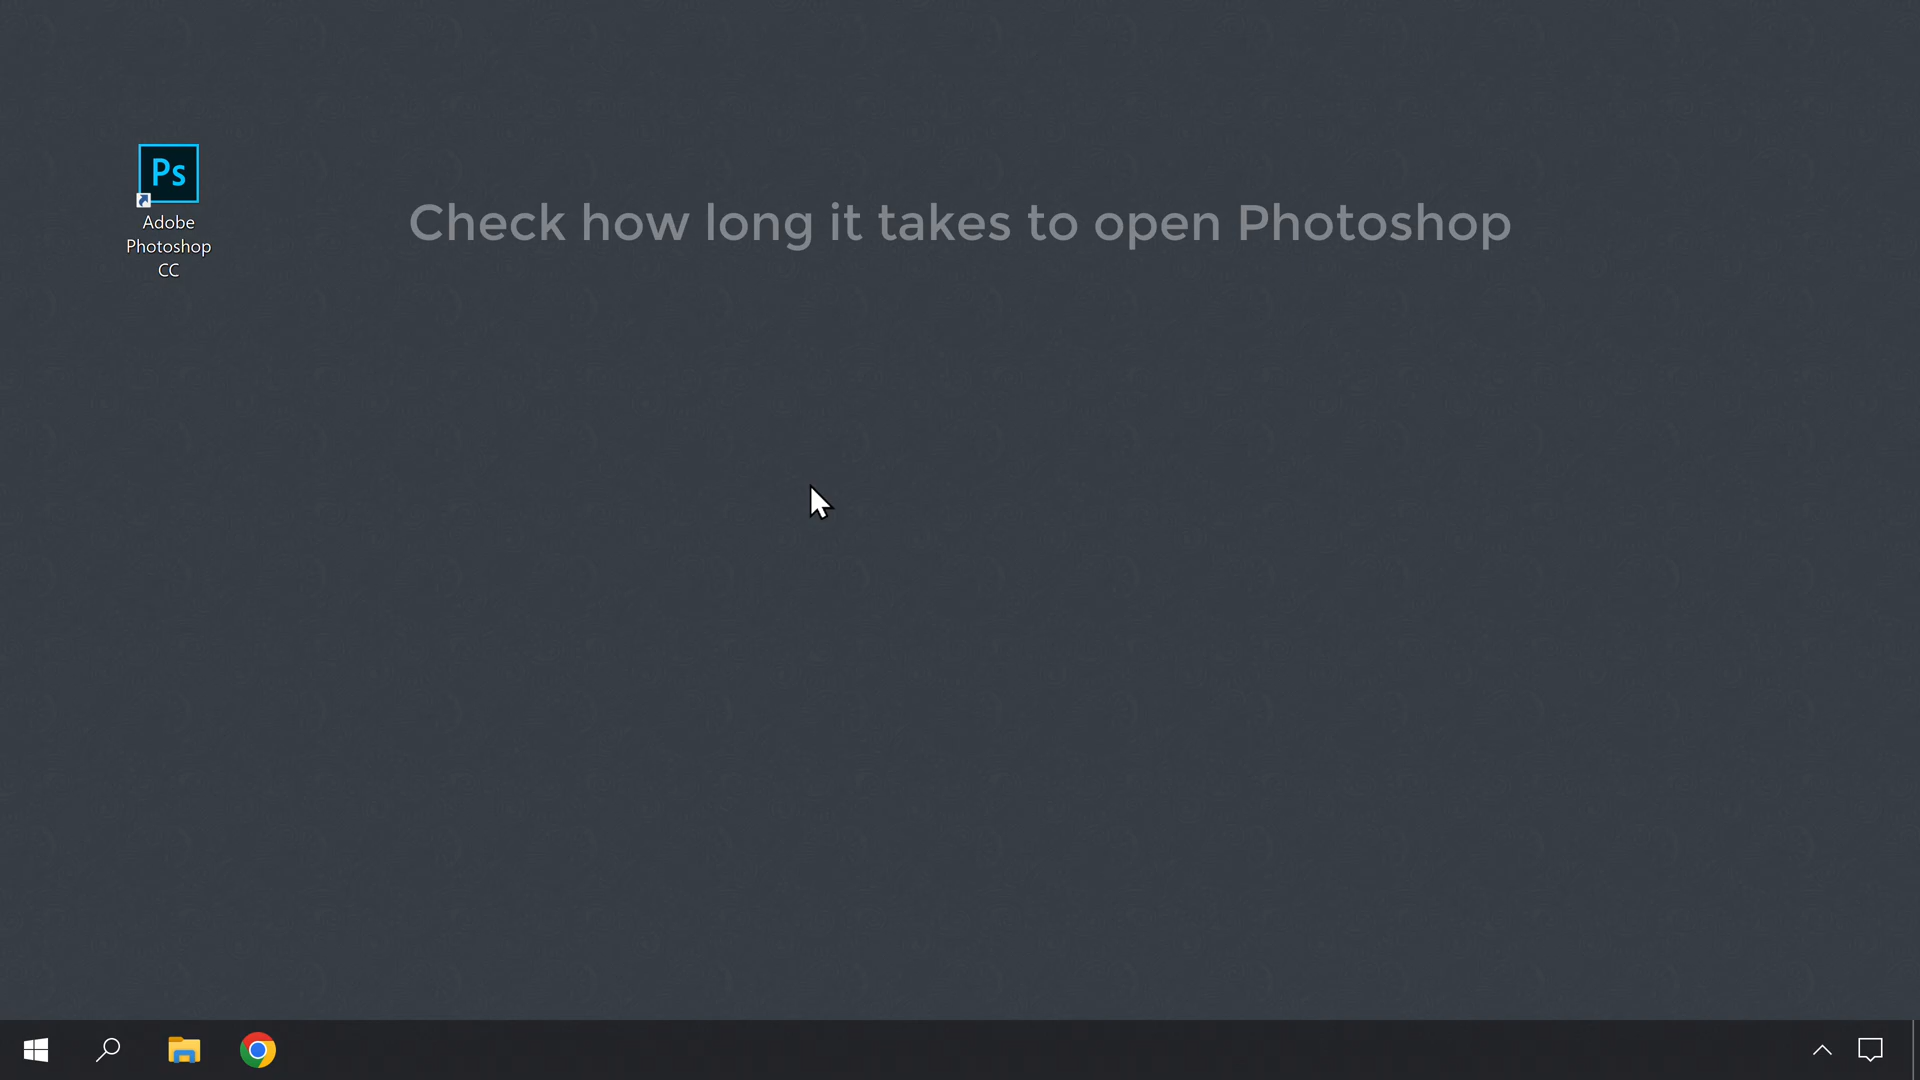 Ps
Adobe
Photoshop
CC
Check how long it takes to open Photoshop